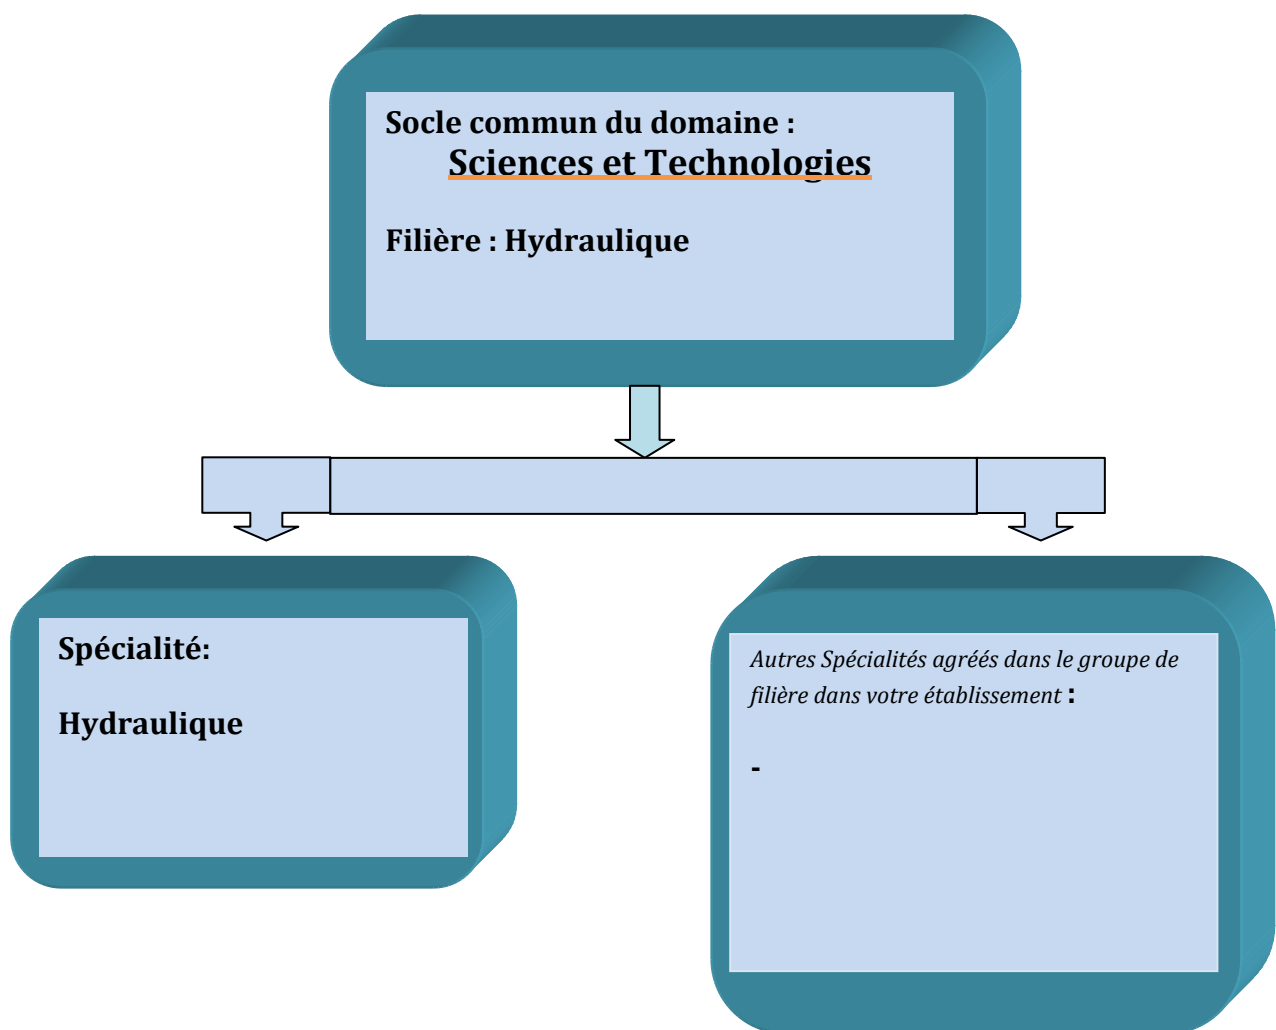 Socle commun du domaine :
Sciences et Technologies
Filière : Hydraulique
Spécialité:
Hydraulique
Autres Spécialités agréés dans le groupe de
filière dans votre établissement :
-